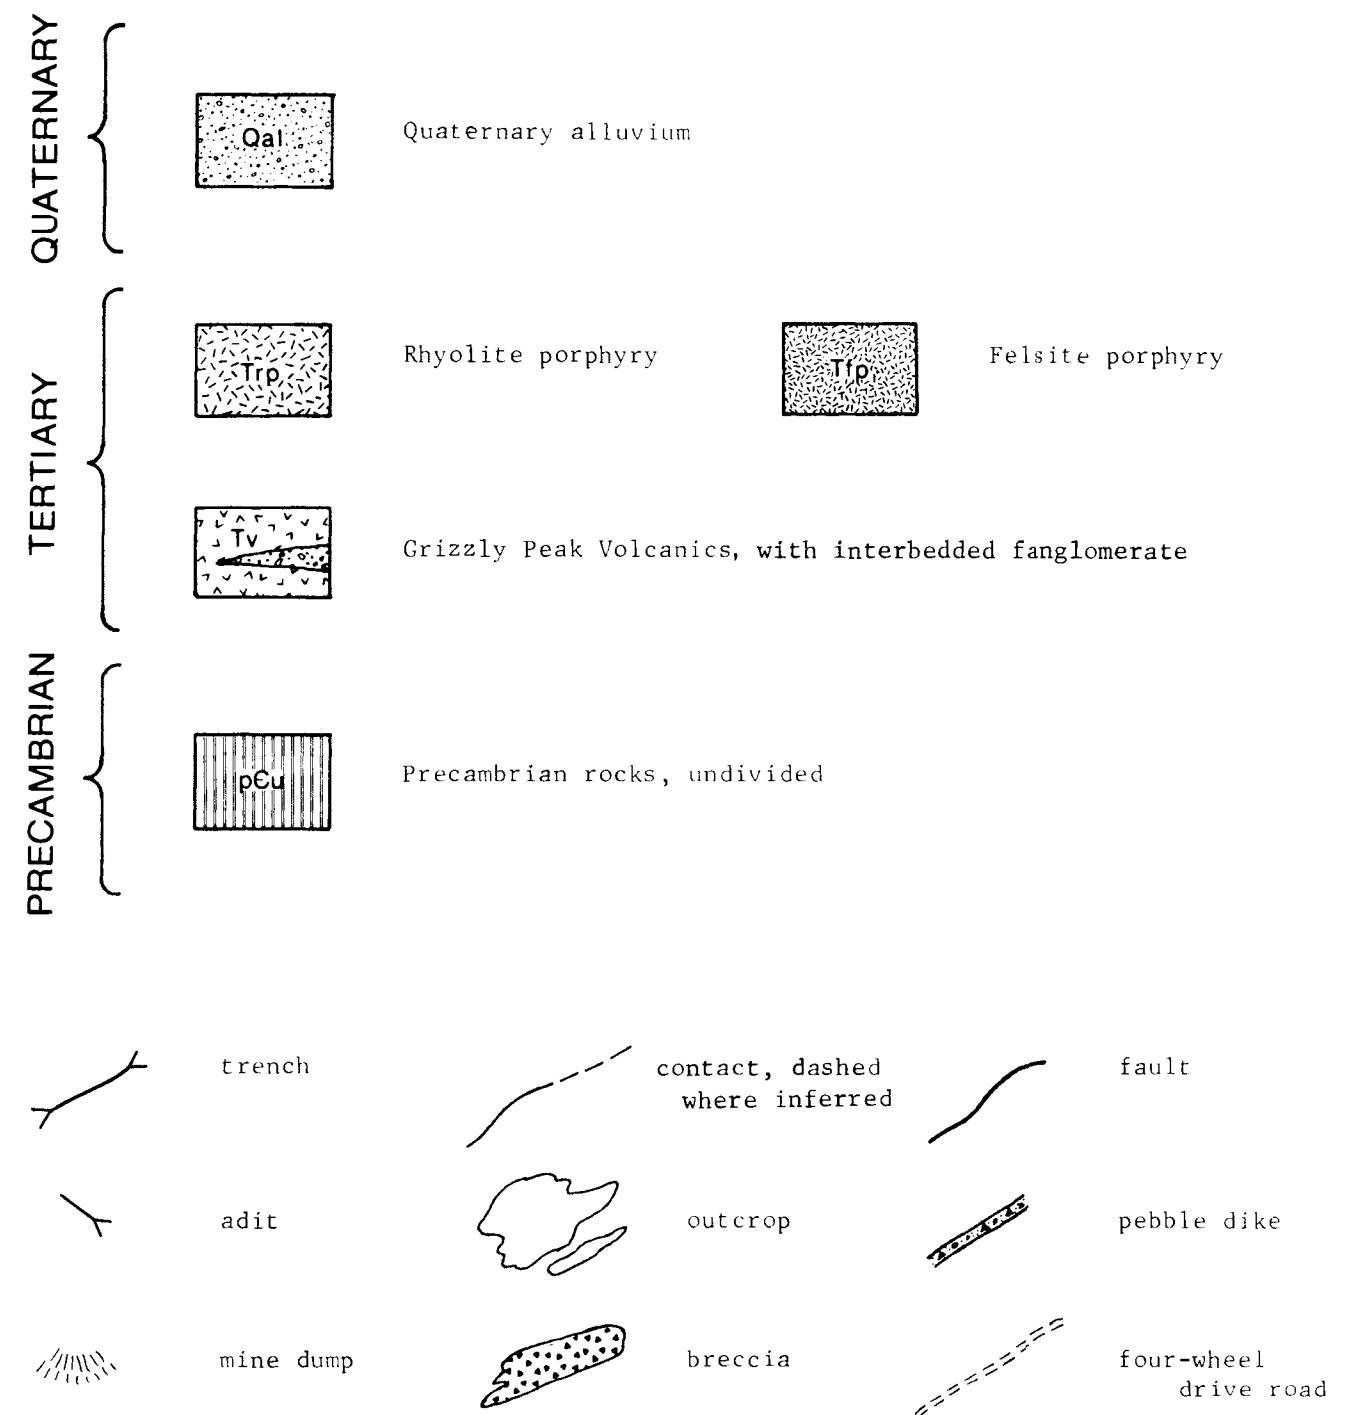 QUATERNARY
Qal
Quaternary alluvium
TERTIARY
Trp
Rhyolite porphyry
Tfp
Felsite porphyry
Tv
Grizzly Peak Volcanics, with interbedded fanglomerate
PRECAMBRIAN
pЄu
Precambrian rocks, undivided
trench
contact, dashed
where inferred
fault
adit
outcrop
pebble dike
mine dump
breccia
four-wheel
drive road